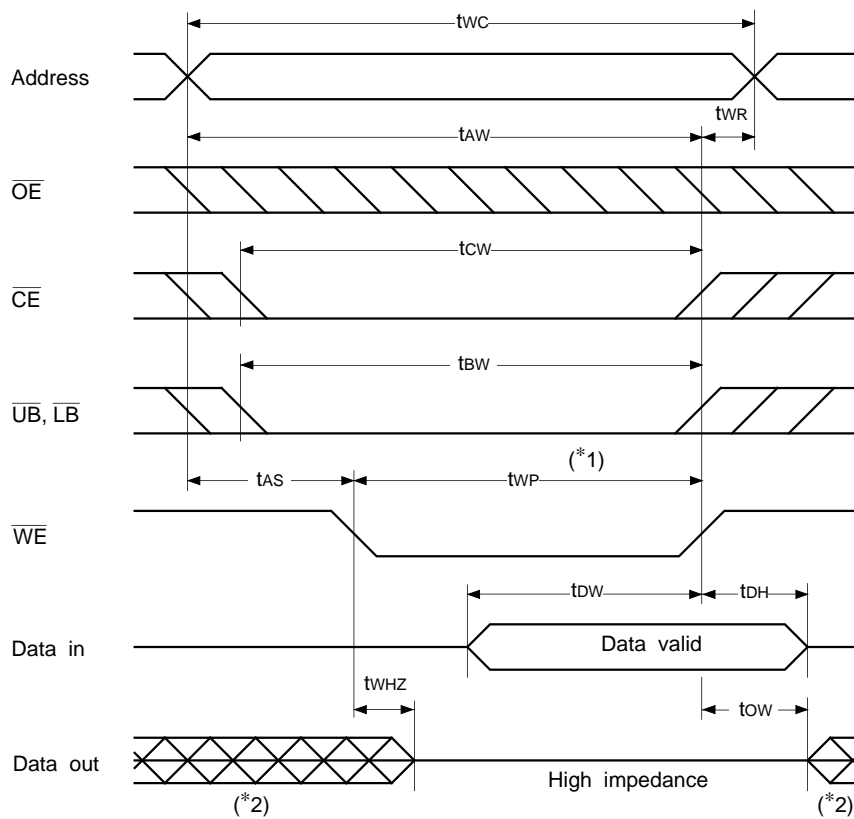 tWC
Address
tWR
tAW
OE
tCW
CE
tBW
UB, LB
(*1)
tAS
tWP
WE
tDW
tDH
Data in
Data valid
tWHZ
tOW
Data out
High impedance
(*2)
(*2)